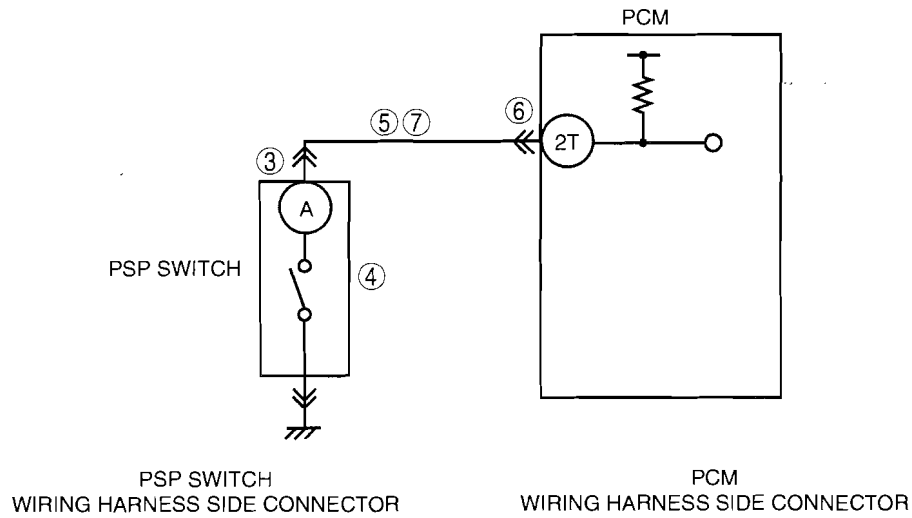 PCM
⑥
⑤⑦
2T
③
A
PSP SWITCH
④
PSP SWITCH
WIRING HARNESS SIDE CONNECTOR
PCM
WIRING HARNESS SIDE CONNECTOR